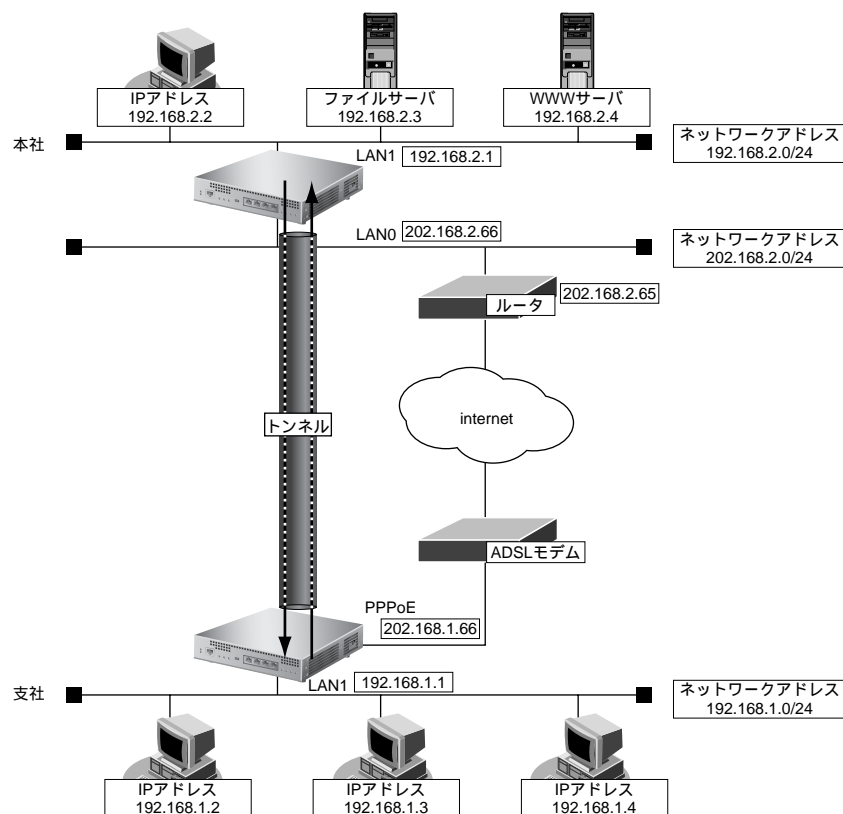 IPアドレス
192.168.2.2
ファイルサーバ
192.168.2.3
WWWサーバ
192.168.2.4
本社
ネットワークアドレス
192.168.2.0/24
LAN1
192.168.2.1
LAN0
202.168.2.66
ネットワークアドレス
202.168.2.0/24
ルータ
202.168.2.65
トンネル
internet
ADSLモデム
PPPoE
202.168.1.66
LAN1
192.168.1.1
支社
ネットワークアドレス
192.168.1.0/24
IPアドレス
192.168.1.2
IPアドレス
192.168.1.3
IPアドレス
192.168.1.4